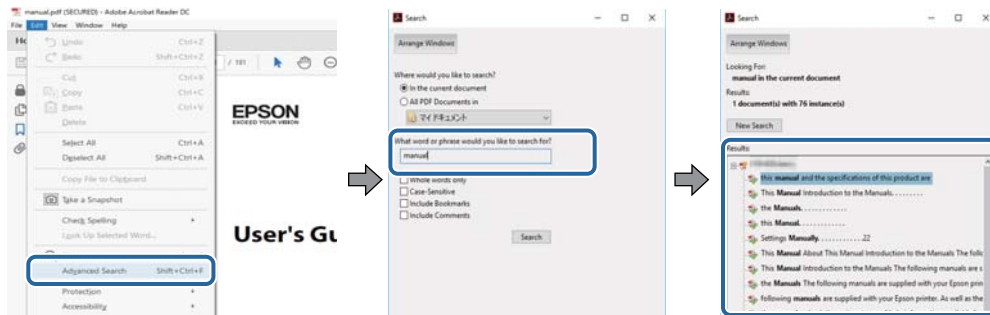 manual.pdf (SECURED) - Adobe Acrobat Reader DC
File Edit View Window Help
Undo Ctrl+Z
Redo Shift+Ctrl+Z
/ 191
Cut Ctrl+X
Copy Ctrl+C
Paste Ctrl+V
Delete
Select All Ctrl+A
Deselect All Shift+Ctrl+A
Copy File to Clipboard
Take a Snapshot
Check Spelling
Look Up Selected Word...
Advanced Search Shift+Ctrl+F
Protection
Accessibility
EPSON
EXCEED YOUR VISION
User's Gu
Search
Arrange Windows
Where would you like to search?
In the current document
All PDF Documents in
マイ ドキュメント
What word or phrase would you like to search for?
manual
Whole words only
Case-Sensitive
Include Bookmarks
Include Comments
Search
Search
Arrange Windows
Looking For:
manual in the current document
Results:
1 document(s) with 76 instance(s)
New Search
Results:
this manual and the specifications of this product are
This Manual Introduction to the Manuals.........
the Manuals.............
this Manual.............
Settings Manually.............22
This Manual About This Manual Introduction to the Manuals The follo
This Manual Introduction to the Manuals The following manuals are s
the Manuals The following manuals are supplied with your Epson prin
following manuals are supplied with your Epson printer. As well as the